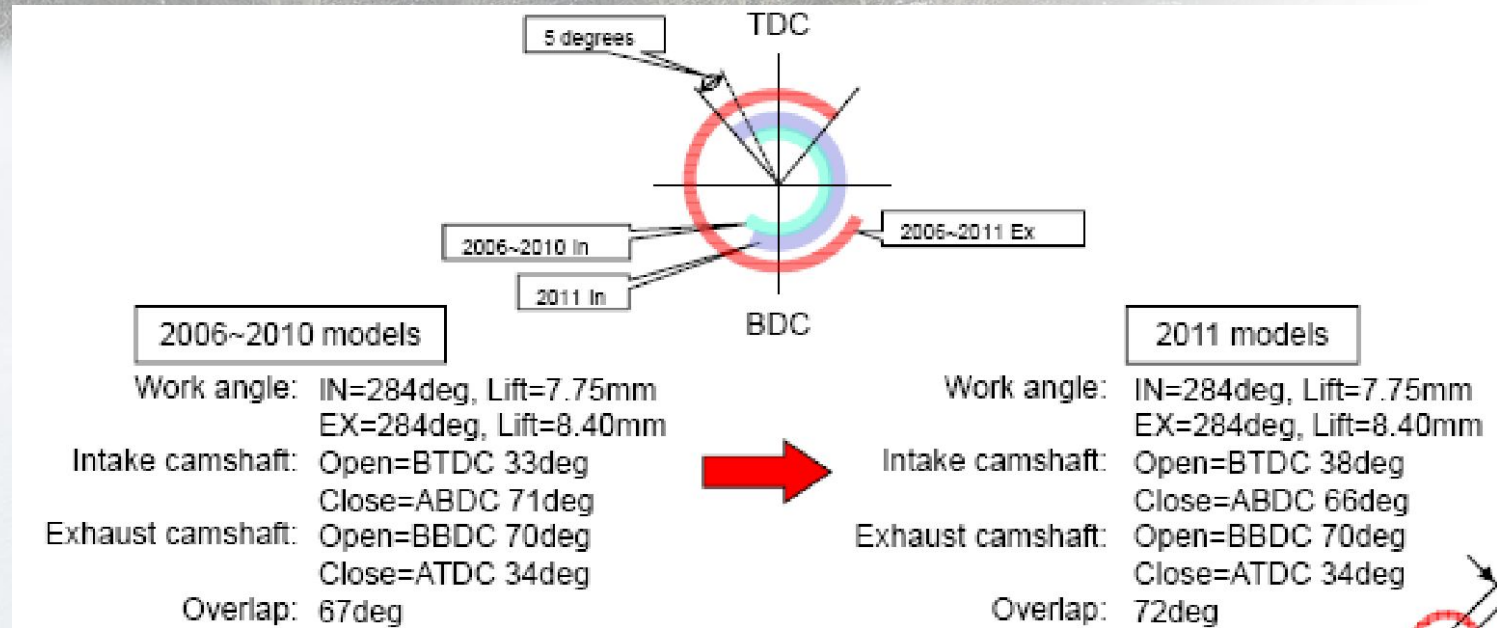 TDC
5 degrees
2006~2010 In
2006~2011 Ex
2011 In
BDC
2006~2010 models
Work angle: IN=284deg, Lift=7.75mm
EX=284deg, Lift=8.40mm
Intake camshaft: Open=BTDC 33deg
Close=ABDC 71deg
Exhaust camshaft: Open=BBDC 70deg
Close=ATDC 34deg
Overlap: 67deg
2011 models
Work angle: IN=284deg, Lift=7.75mm
EX=284deg, Lift=8.40mm
Intake camshaft: Open=BTDC 38deg
Close=ABDC 66deg
Exhaust camshaft: Open=BBDC 70deg
Close=ATDC 34deg
Overlap: 72deg